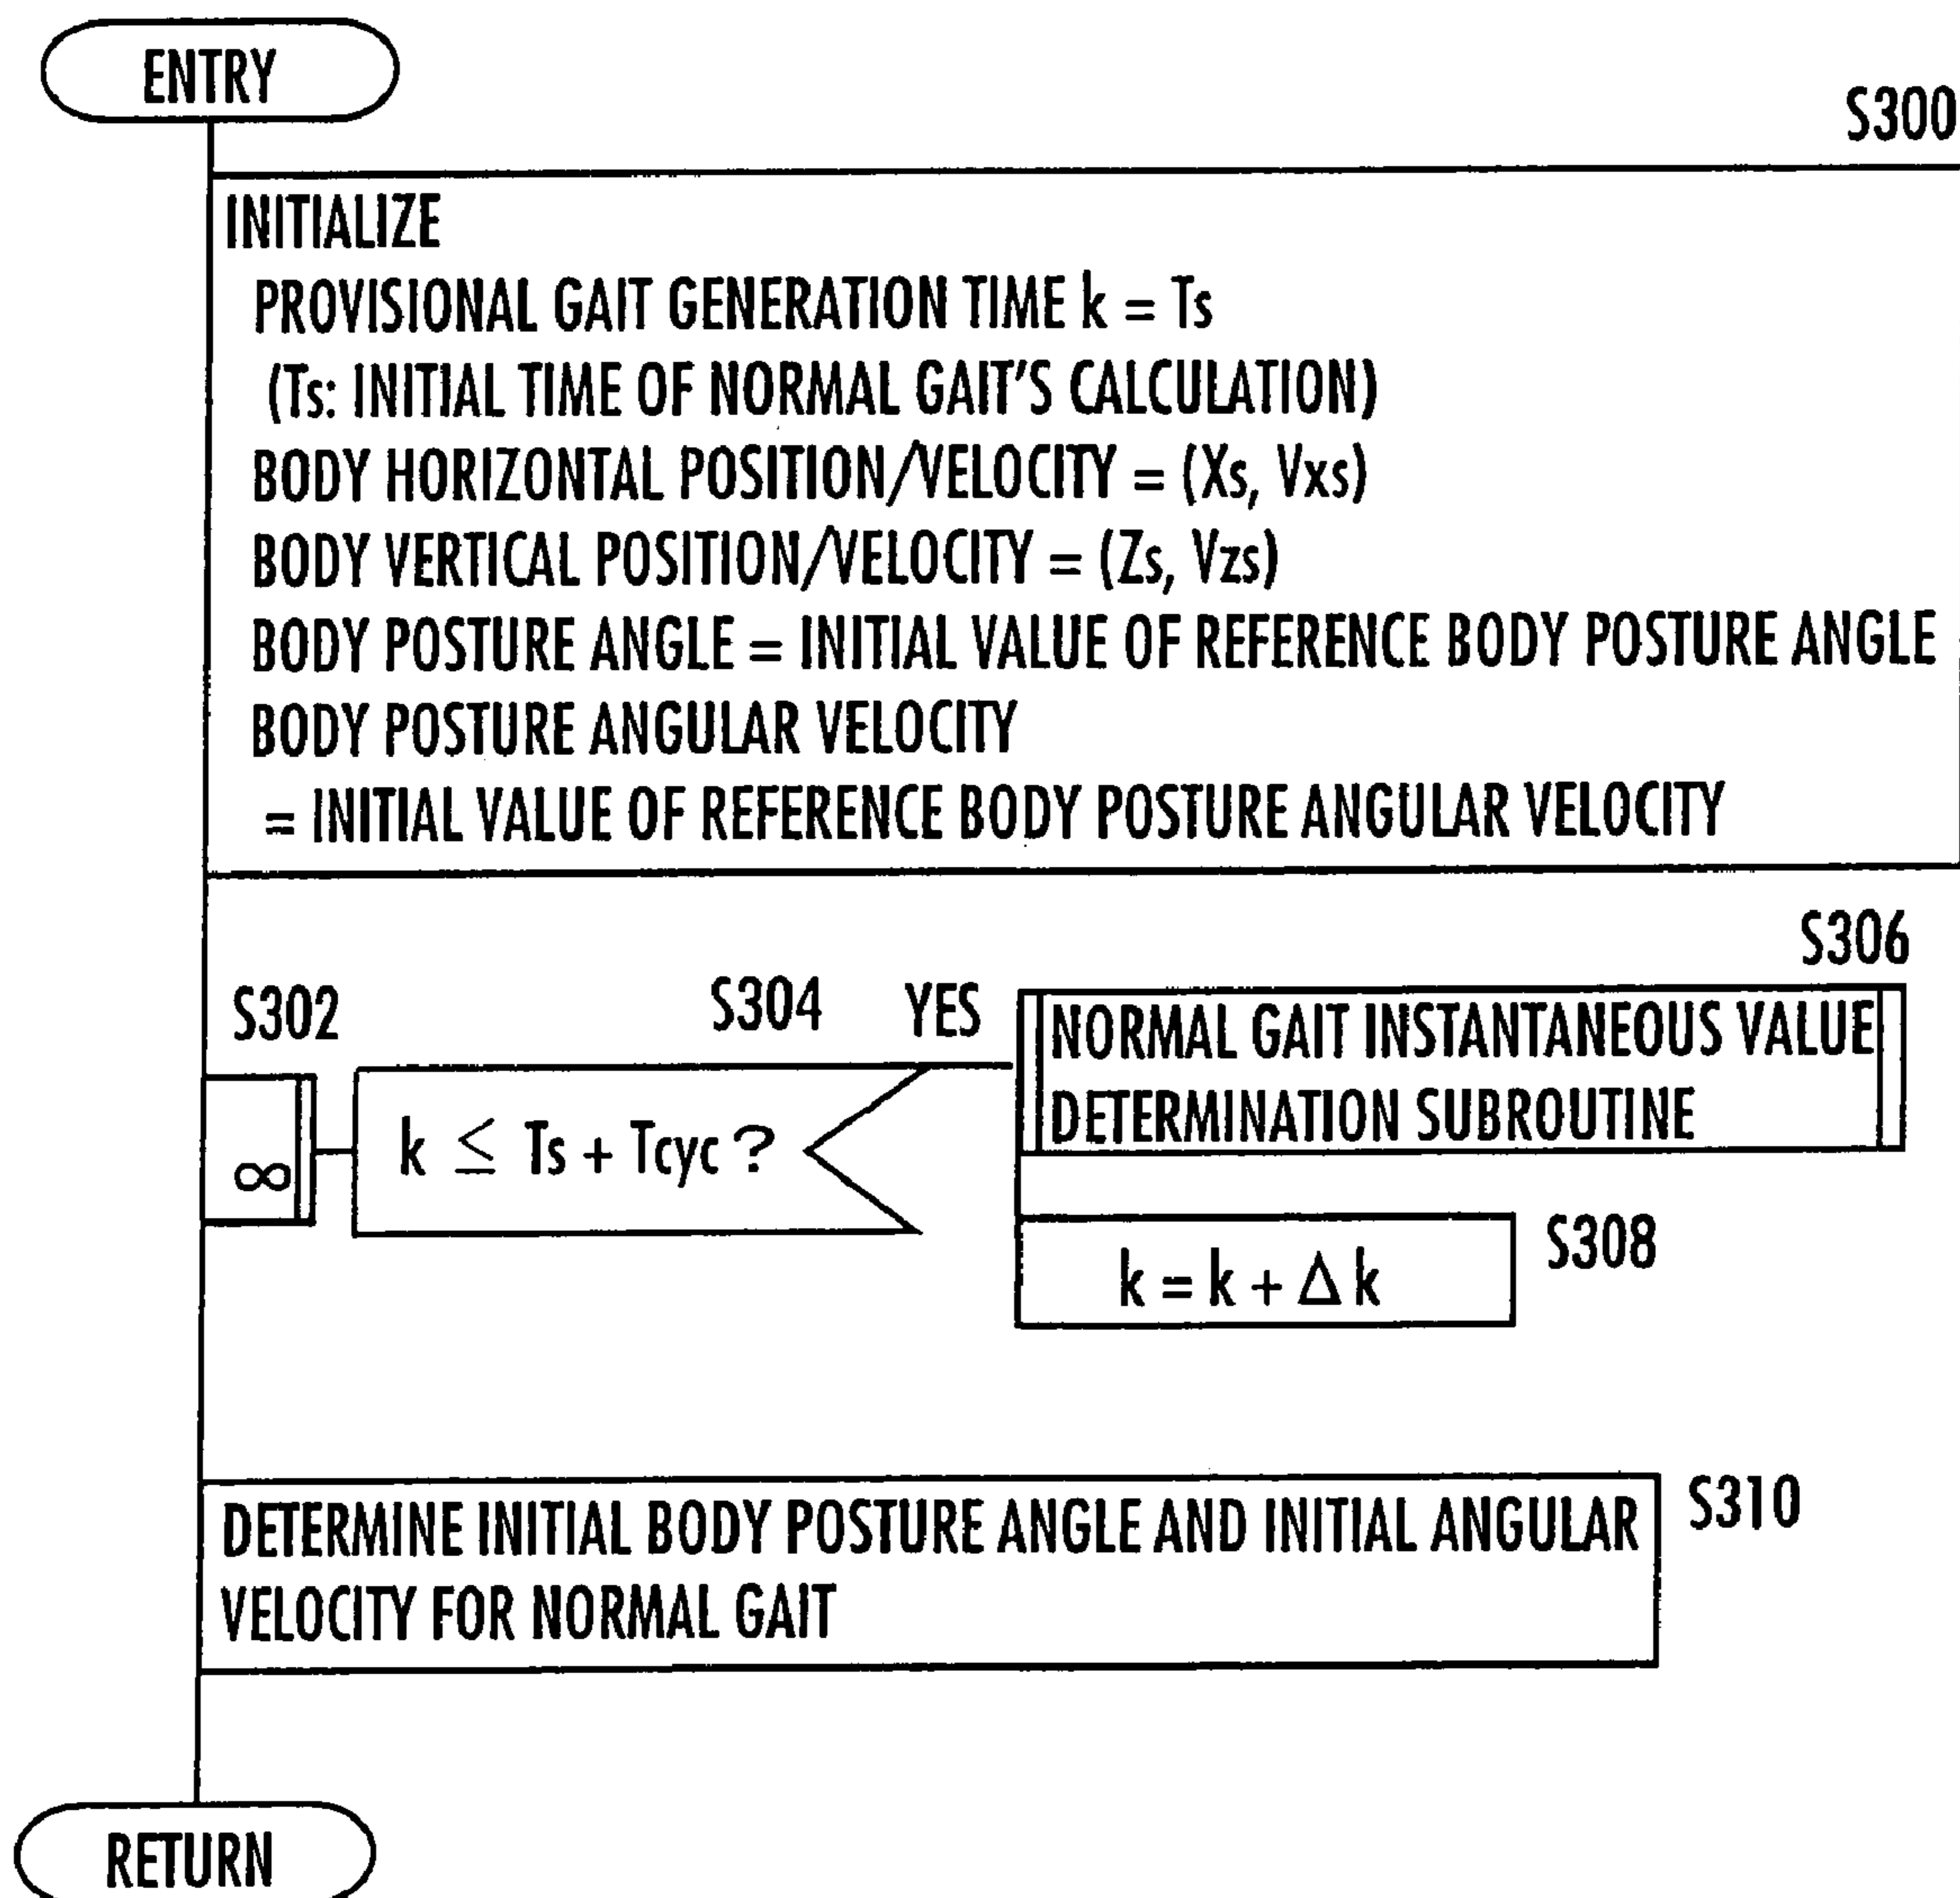 ENTRY
S300
INITIALIZE
PROVISIONAL GAIT GENERATION TIME k = Ts
(Ts: INITIAL TIME OF NORMAL GAIT'S CALCULATION)
BODY HORIZONTAL POSITION/VELOCITY = (Xs, Vxs)
BODY VERTICAL POSITION/VELOCITY = (Zs, Vzs)
BODY POSTURE ANGLE = INITIAL VALUE OF REFERENCE BODY POSTURE ANGLE
BODY POSTURE ANGULAR VELOCITY
= INITIAL VALUE OF REFERENCE BODY POSTURE ANGULAR VELOCITY
S302
∞
S304
k ≤ Ts + Tcyc ?
YES
S306
NORMAL GAIT INSTANTANEOUS VALUE
DETERMINATION SUBROUTINE
k = k + Δk
S308
DETERMINE INITIAL BODY POSTURE ANGLE AND INITIAL ANGULAR
VELOCITY FOR NORMAL GAIT
S310
RETURN